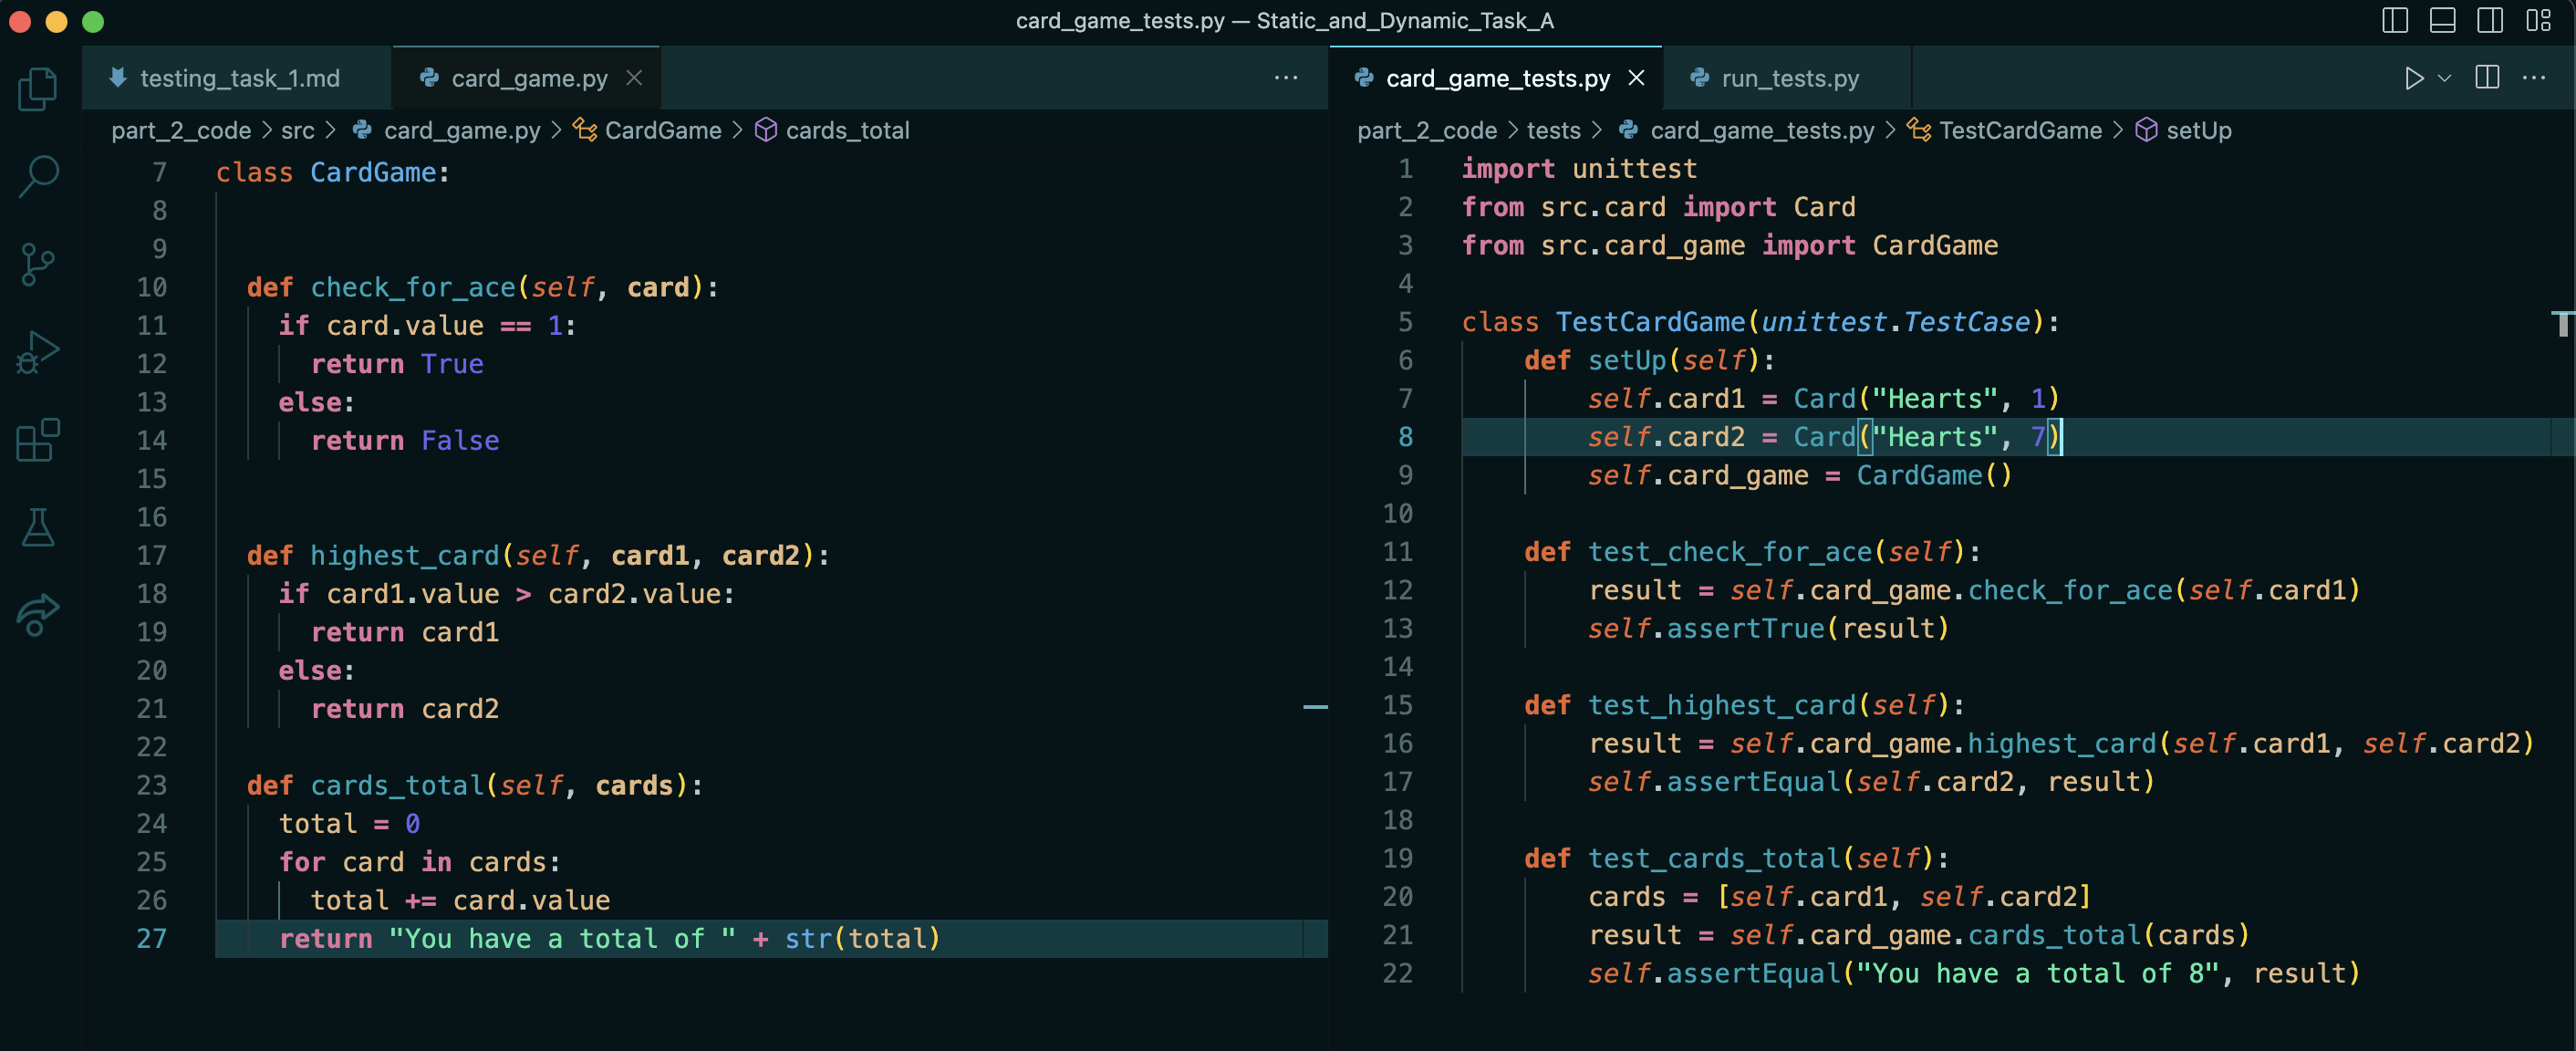 card_game_tests.py — Static_and_Dynamic_Task_A
testing_task_1.md
card_game.py
part_2_code > src > card_game.py > CardGame > cards_total
7 class CardGame:
8
9
10 def check_for_ace(self, card):
11 if card.value == 1:
12 return True
13 else:
14 return False
15
16
17 def highest_card(self, card1, card2):
18 if card1.value > card2.value:
19 return card1
20 else:
21 return card2
22
23 def cards_total(self, cards):
24 total = 0
25 for card in cards:
26 total += card.value
27 return "You have a total of " + str(total)
card_game_tests.py
run_tests.py
part_2_code > tests > card_game_tests.py > TestCardGame > setUp
1 import unittest
2 from src.card import Card
3 from src.card_game import CardGame
4
5 class TestCardGame(unittest.TestCase):
6 def setUp(self):
7 self.card1 = Card("Hearts", 1)
8 self.card2 = Card("Hearts", 7)
9 self.card_game = CardGame()
10
11 def test_check_for_ace(self):
12 result = self.card_game.check_for_ace(self.card1)
13 self.assertTrue(result)
14
15 def test_highest_card(self):
16 result = self.card_game.highest_card(self.card1, self.card2)
17 self.assertEqual(self.card2, result)
18
19 def test_cards_total(self):
20 cards = [self.card1, self.card2]
21 result = self.card_game.cards_total(cards)
22 self.assertEqual("You have a total of 8", result)